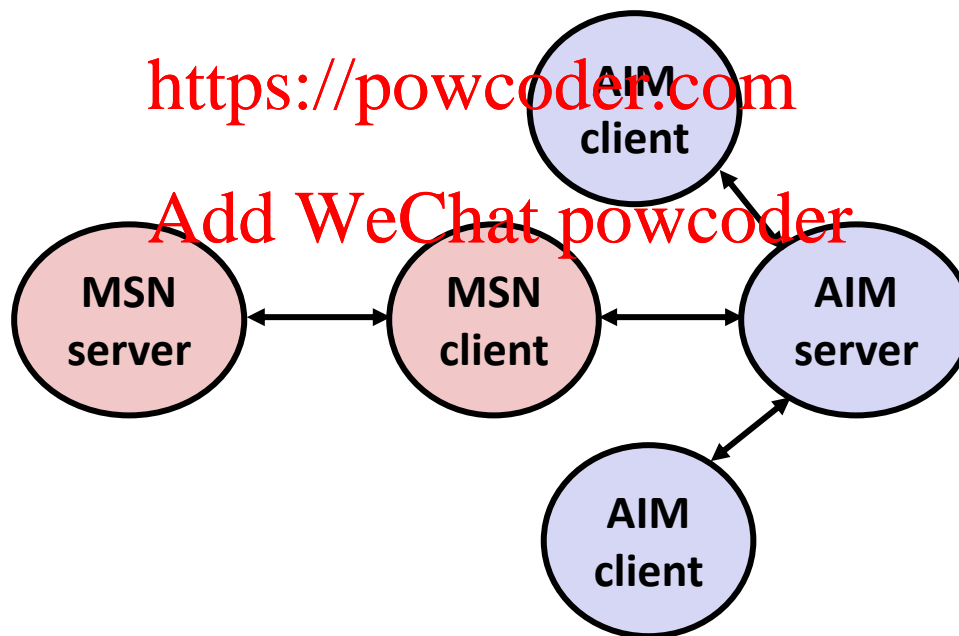 https://powcoder.com
AIM
client
Add WeChat powcoder
MSN
server
MSN
client
AIM
server
AIM
client